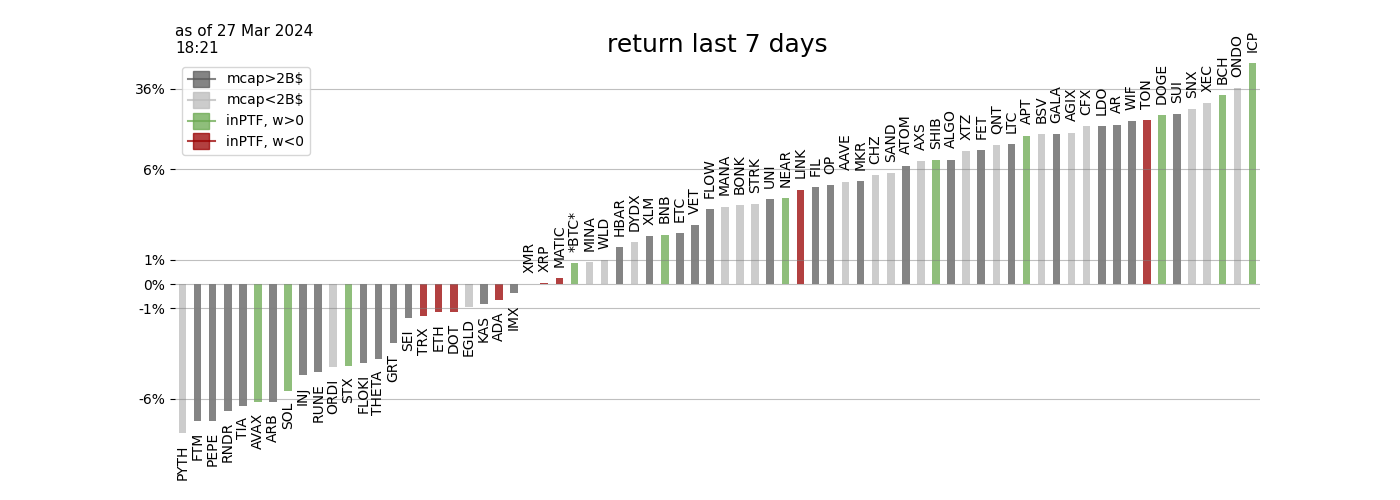 as of 27 Mar 2024
18:21
return last 7 days
mcap>2B$
mcap<2B$
inPTF, w>0
inPTF, w<0
36%
6%
1%
0%
-1%
-6%
PYTH
FTM
PEPE
RNDR
TIA
AVAX
ARB
SOL
INJ
RUNE
ORDI
STX
FLOKI
THETA
GRT
SEI
TRX
ETH
DOT
EGLD
KAS
ADA
IMX
XMR
XRP
MATIC
*BTC*
MINA
WLD
HBAR
DYDX
XLM
BNB
ETC
VET
FLOW
MANA
BONK
STRK
UNI
NEAR
LINK
FIL
OP
AAVE
MKR
CHZ
SAND
ATOM
AXS
SHIB
ALGO
XTZ
FET
QNT
LTC
APT
BSV
GALA
AGIX
CFX
LDO
AR
WIF
TON
DOGE
SUI
SNX
XEC
BCH
ONDO
ICP